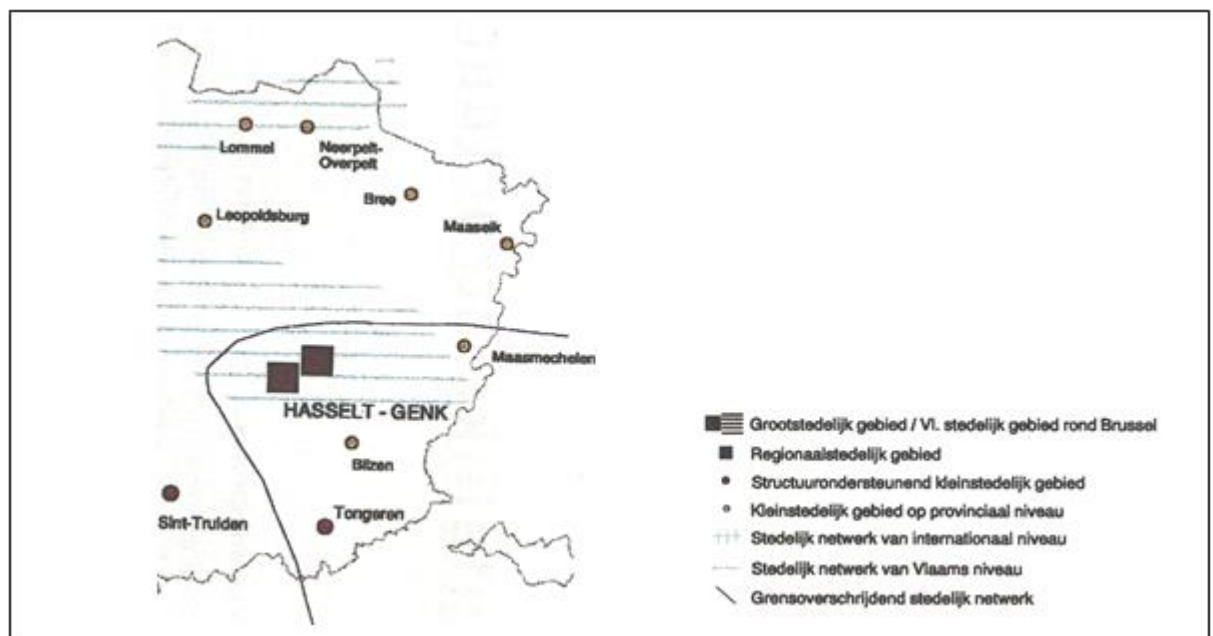 Lommel
Neerpelt-
Overpelt
Bree
Leopoldsburg
Maaseik
Maasmechelen
HASSELT - GENK
Bilzen
Sint-Truiden
Tongeren
Grootstedelijk gebied / Vl. stedelijk gebied rond Brussel
Regionaalstedelijk gebied
Structuurondersteunend kleinstedelijk gebied
Kleinstedelijk gebied op provinciaal niveau
Stedelijk netwerk van internationaal niveau
Stedelijk netwerk van Vlaams niveau
Grensoverschrijdend stedelijk netwerk